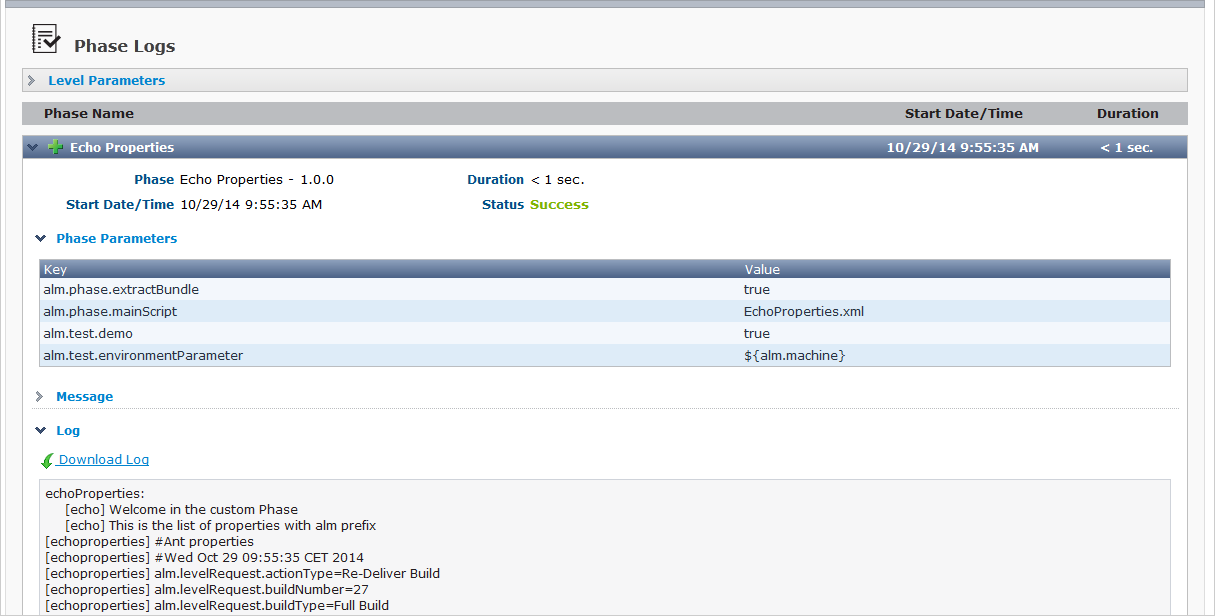 Phase Logs
Level Parameters
Phase Name Start Date/Time Duration
Echo Properties 10/29/14 9:55:35 AM < 1 sec.
Phase Echo Properties - 1.0.0 Duration < 1 sec.
Start Date/Time 10/29/14 9:55:35 AM Status Success
Phase Parameters
Key Value
alm.phase.extractBundle true
alm.phase.mainScript EchoProperties.xml
alm.test.demo true
alm.test.environmentParameter ${alm.machine}
Message
Log
Download Log
echoProperties:
[echo] Welcome in the custom Phase
[echo] This is the list of properties with alm prefix
[echoproperties] #Ant properties
[echoproperties] #Wed Oct 29 09:55:35 CET 2014
[echoproperties] alm.levelRequest.actionType=Re-Deliver Build
[echoproperties] alm.levelRequest.buildNumber=27
[echoproperties] alm.levelRequest.buildType=Full Build